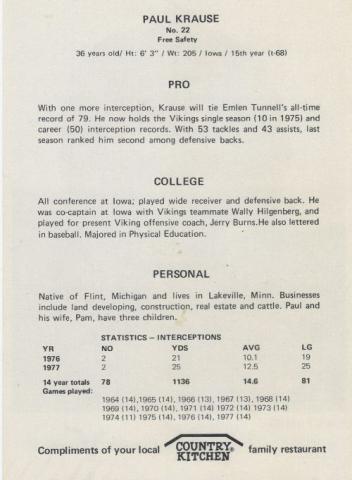 PAUL KRAUSE
No. 22
Free Safety
36 years old/ Ht: 6' 3" / Wt: 205 / Iowa / 15th year (t-68)
PRO
With one more interception, Krause will tie Emlen Tunnell's all-time
record of 79. He now holds the Vikings single season (10 in 1975) and
career (50) interception records. With 53 tackles and 43 assists, last
season ranked him second among defensive backs.
COLLEGE
All conference at Iowa; played wide receiver and defensive back. He
was co-captain at Iowa with Vikings teammate Wally Hilgenberg, and
played for present Viking offensive coach, Jerry Burns.He also lettered
in baseball. Majored in Physical Education.
PERSONAL
Native of Flint, Michigan and lives in Lakeville, Minn. Businesses
include land developing, construction, real estate and cattle. Paul and
his wife, Pam, have three children.
STATISTICS – INTERCEPTIONS
YR NO YDS AVG LG
1976 2 21 10.1 19
1977 2 25 12.5 25
14 year totals 78 1136 14.6 81
Games played:
1964 (14),1965 (14), 1966 (13), 1967 (13), 1968 (14)
1969 (14), 1970 (14), 1971 (14) 1972 (14) 1973 (14)
1974 (11) 1975 (14), 1976 (14), 1977 (14)
Compliments of your local COUNTRY KITCHEN® family restaurant